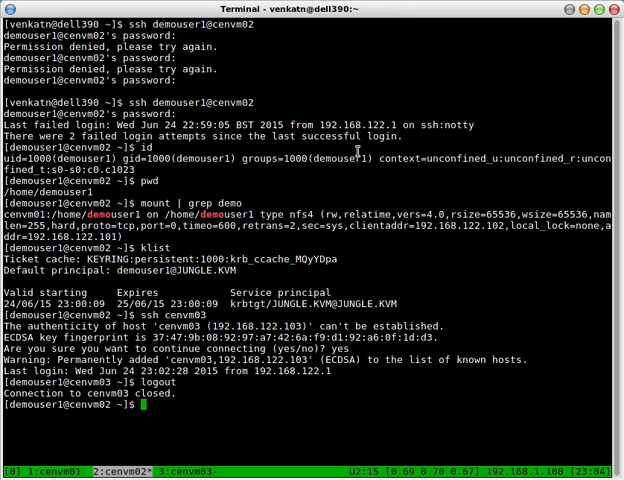 Terminal - venkatn@dell390:~
[venkatn@dell390 ~]$ ssh demouser1@cenvm02
demouser1@cenvm02's password:
Permission denied, please try again.
demouser1@cenvm02's password:
Permission denied, please try again.
demouser1@cenvm02's password:
[venkatn@dell390 ~]$ ssh demouser1@cenvm02
demouser1@cenvm02's password:
Last failed login: Wed Jun 24 22:59:05 BST 2015 from 192.168.122.1 on ssh:notty
There were 2 failed login attempts since the last successful login.
[demouser1@cenvm02 ~]$ id
uid=1000(demouser1) gid=1000(demouser1) groups=1000(demouser1) context=unconfined_u:unconfined_r:uncon
fined_t:s0-s0:c0.c1023
[demouser1@cenvm02 ~]$ pwd
/home/demouser1
[demouser1@cenvm02 ~]$ mount | grep demo
cenvm01:/home/demouser1 on /home/demouser1 type nfs4 (rw,relatime,vers=4.0,rsize=65536,wsize=65536,nam
len=255,hard,proto=tcp,port=0,timeo=600,retrans=2,sec=sys,clientaddr=192.168.122.102,local_lock=none,a
ddr=192.168.122.101)
[demouser1@cenvm02 ~]$ klist
Ticket cache: KEYRING:persistent:1000:krb_ccache_MQyYDpa
Default principal: demouser1@JUNGLE.KVM
Valid starting     Expires            Service principal
24/06/15 23:00:09  25/06/15 23:00:09  krbtgt/JUNGLE.KVM@JUNGLE.KVM
[demouser1@cenvm02 ~]$ ssh cenvm03
The authenticity of host 'cenvm03 (192.168.122.103)' can't be established.
ECDSA key fingerprint is 37:47:9b:08:92:97:a7:42:6a:f9:d1:92:a6:0f:1d:d3.
Are you sure you want to continue connecting (yes/no)? yes
Warning: Permanently added 'cenvm03,192.168.122.103' (ECDSA) to the list of known hosts.
Last login: Wed Jun 24 23:02:28 2015 from 192.168.122.1
[demouser1@cenvm03 ~]$ logout
Connection to cenvm03 closed.
[demouser1@cenvm02 ~]$
[0] 1:cenvm01  2:cenvm02* 3:cenvm03-  U2:15 [0.69 0.70 0.67] 192.168.1.100 [23:04]